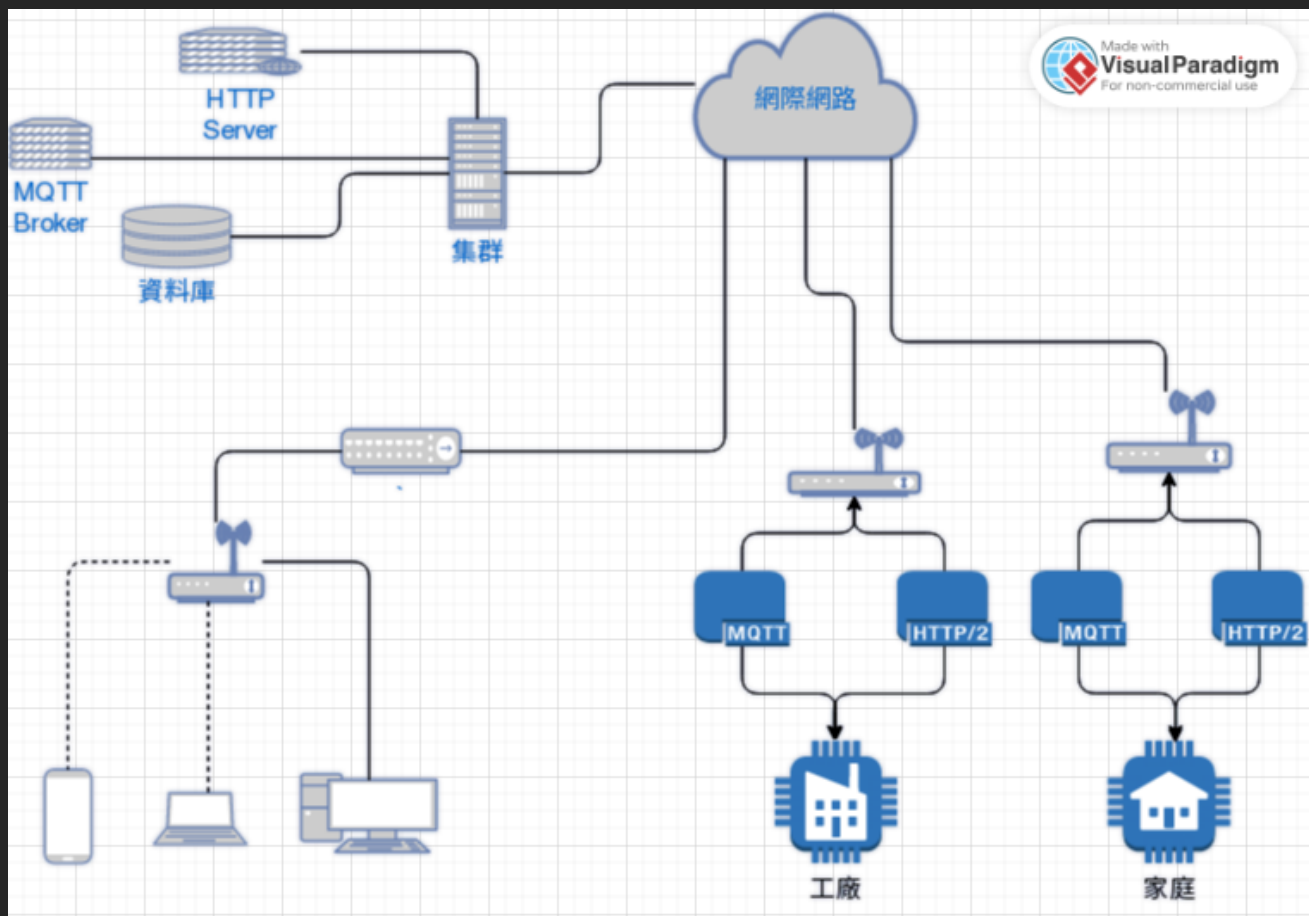 HTTP
Server
MQTT
Broker
資料庫
集群
網際網路
Made with
Visual Paradigm
For non-commercial use
、
MQTT
HTTP/2
MQTT
HTTP/2
工廠
家庭